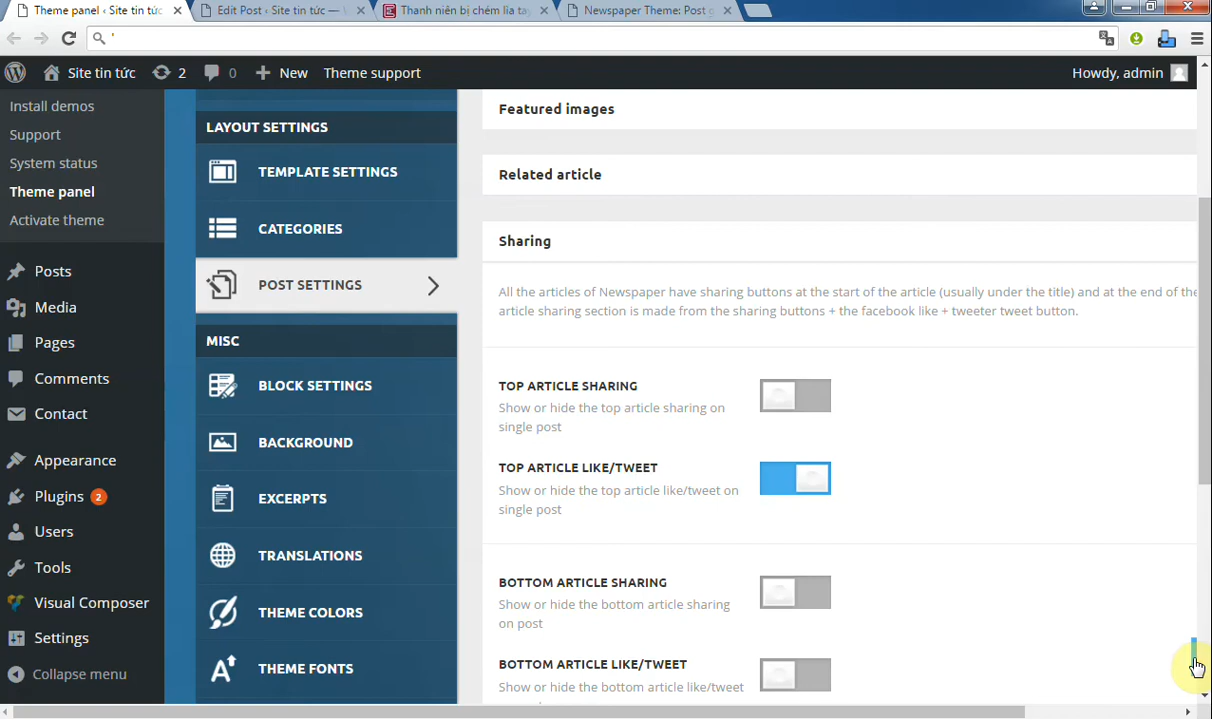 Theme panel ‹ Site tin tức
Edit Post ‹ Site tin tức —
Thanh niên bị chém lìa tay
Newspaper Theme: Post
'
Site tin tức
2
0
New
Theme support
Howdy, admin
Install demos
Support
System status
Theme panel
Activate theme
Posts
Media
Pages
Comments
Contact
Appearance
Plugins 2
Users
Tools
Visual Composer
Settings
Collapse menu
LAYOUT SETTINGS
TEMPLATE SETTINGS
CATEGORIES
POST SETTINGS
MISC
BLOCK SETTINGS
BACKGROUND
EXCERPTS
TRANSLATIONS
THEME COLORS
THEME FONTS
Featured images
Related article
Sharing
All the articles of Newspaper have sharing buttons at the start of the article (usually under the title) and at the end of the
article sharing section is made from the sharing buttons + the facebook like + tweeter tweet button.
TOP ARTICLE SHARING
Show or hide the top article sharing on
single post
TOP ARTICLE LIKE/TWEET
Show or hide the top article like/tweet on
single post
BOTTOM ARTICLE SHARING
Show or hide the bottom article sharing
on post
BOTTOM ARTICLE LIKE/TWEET
Show or hide the bottom article like/tweet